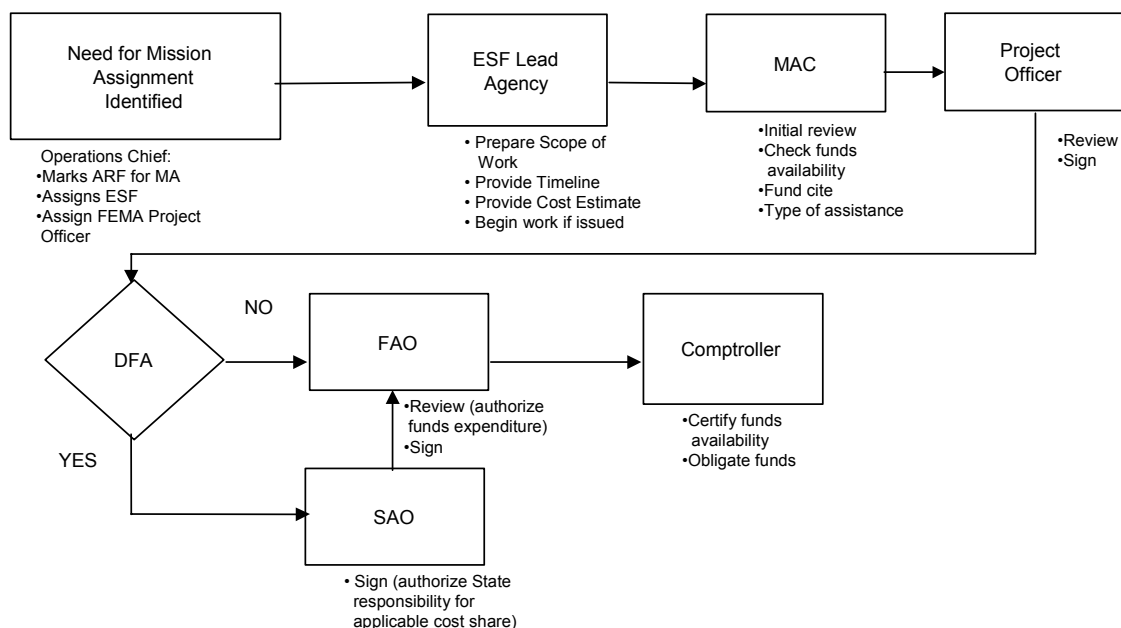 Need for Mission
Assignment
Identified
Operations Chief:
•Marks ARF for MA
•Assigns ESF
•Assign FEMA Project
Officer
ESF Lead
Agency
• Prepare Scope of
Work
• Provide Timeline
• Provide Cost Estimate
• Begin work if issued
MAC
•Initial review
•Check funds
availability
•Fund cite
•Type of assistance
Project
Officer
•Review
•Sign
DFA
NO
YES
FAO
•Review (authorize
funds expenditure)
•Sign
SAO
• Sign (authorize State
responsibility for
applicable cost share)
Comptroller
•Certify funds
availability
•Obligate funds